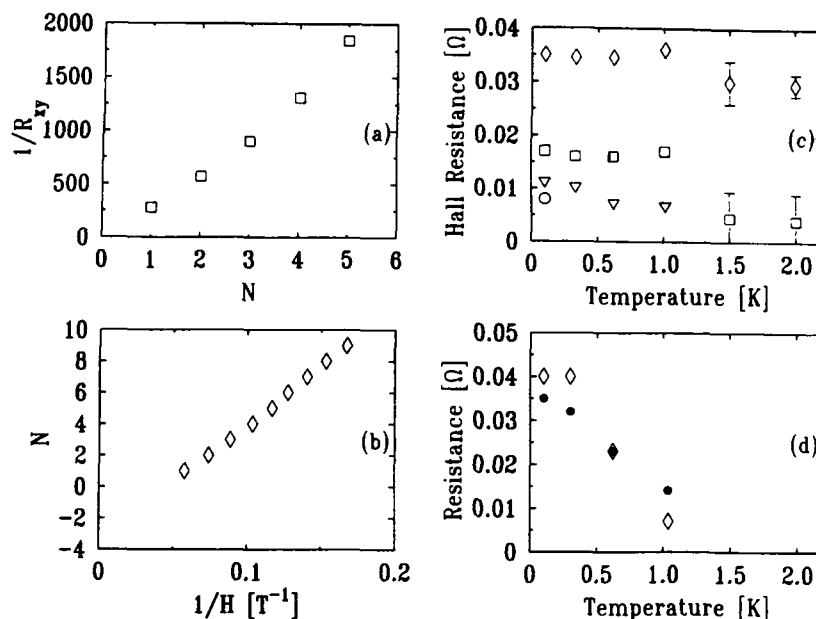 2000
1500
1000
500
0
1/R_xy
(a)
0 1 2 3 4 5 6
N
10
8
6
4
2
0
−2
−4
N
(b)
0 0.1 0.2
1/H [T⁻¹]
0.04
0.03
0.02
0.01
0
Hall Resistance [Ω]
(c)
0 0.5 1.0 1.5 2.0
Temperature [K]
0.05
0.04
0.03
0.02
0.01
0
Resistance [Ω]
(d)
0 0.5 1.0 1.5 2.0
Temperature [K]